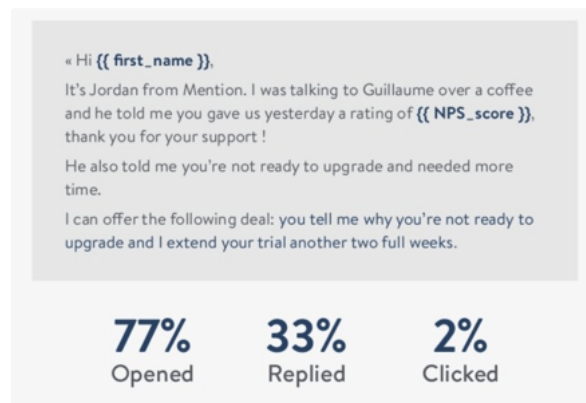 « Hi {{ first_name }},
It's Jordan from Mention. I was talking to Guillaume over a coffee
and he told me you gave us yesterday a rating of {{ NPS_score }},
thank you for your support !
He also told me you're not ready to upgrade and needed more
time.
I can offer the following deal: you tell me why you're not ready to
upgrade and I extend your trial another two full weeks.
77% 33% 2%
Opened Replied Clicked